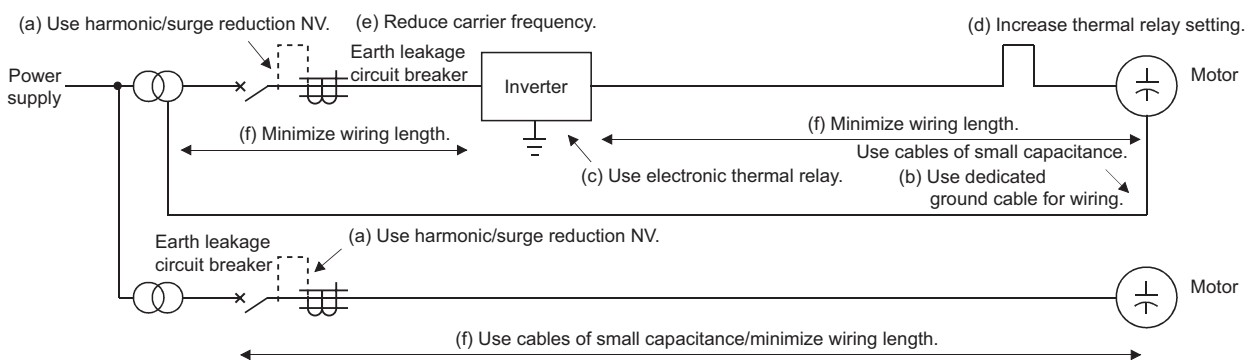 (a) Use harmonic/surge reduction NV.
(e) Reduce carrier frequency.
(d) Increase thermal relay setting.
Earth leakage
circuit breaker
Power
supply
Inverter
Motor
(f) Minimize wiring length.
(f) Minimize wiring length.
Use cables of small capacitance.
(c) Use electronic thermal relay.
(b) Use dedicated
ground cable for wiring.
Earth leakage
circuit breaker
(a) Use harmonic/surge reduction NV.
Motor
(f) Use cables of small capacitance/minimize wiring length.